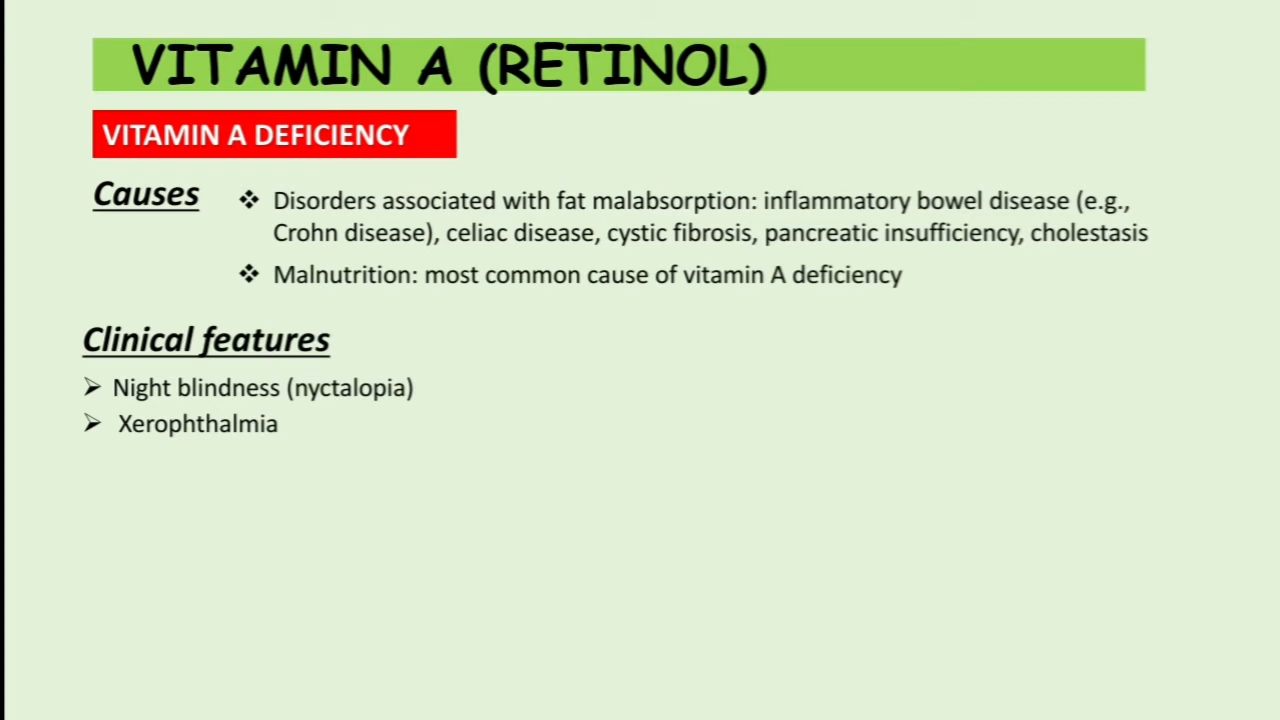 VITAMIN A (RETINOL)
VITAMIN A DEFICIENCY
Causes
❖ Disorders associated with fat malabsorption: inflammatory bowel disease (e.g.,
Crohn disease), celiac disease, cystic fibrosis, pancreatic insufficiency, cholestasis
❖ Malnutrition: most common cause of vitamin A deficiency
Clinical features
➢ Night blindness (nyctalopia)
➢ Xerophthalmia